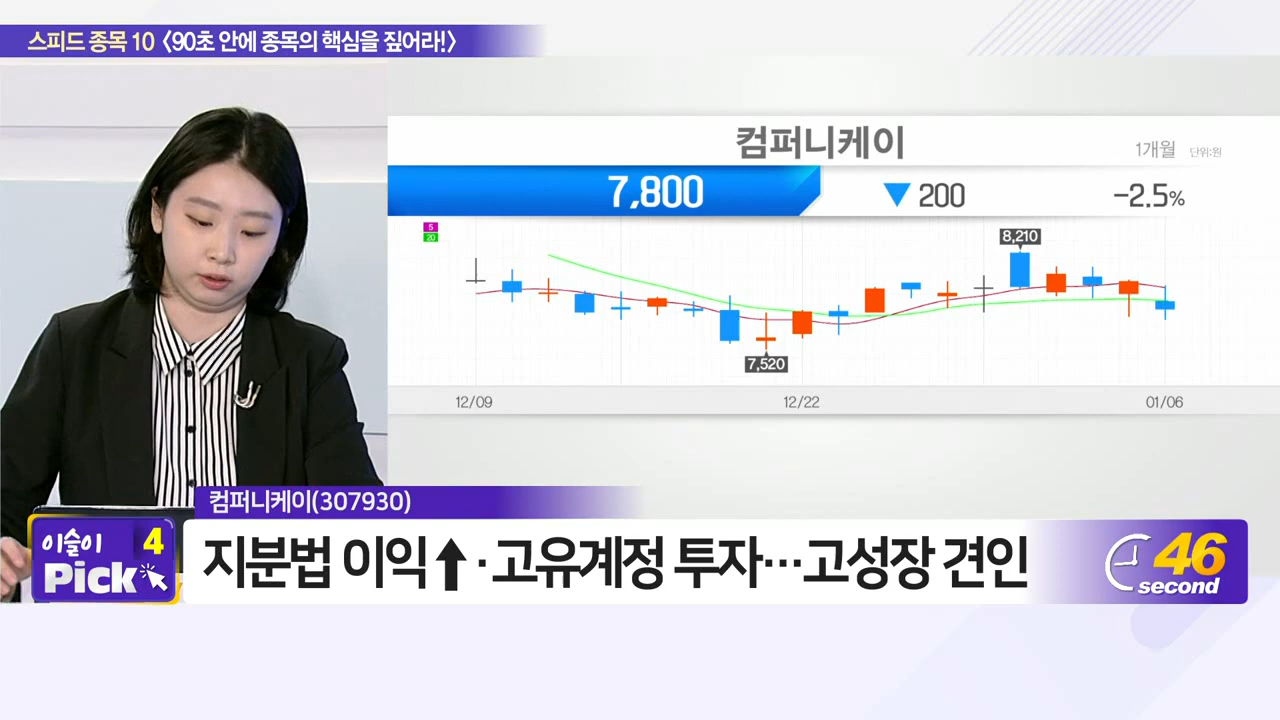 스피드 종목 10 〈90초 안에 종목의 핵심을 짚어라!〉
컴퍼니케이
1개월 단위:원
7,800 ▼ 200 -2.5%
5
20
8,210
7,520
12/09 12/22 01/06
컴퍼니케이(307930)
이슬이 4
Pick
지분법 이익⬆·고유계정 투자…고성장 견인
46
second